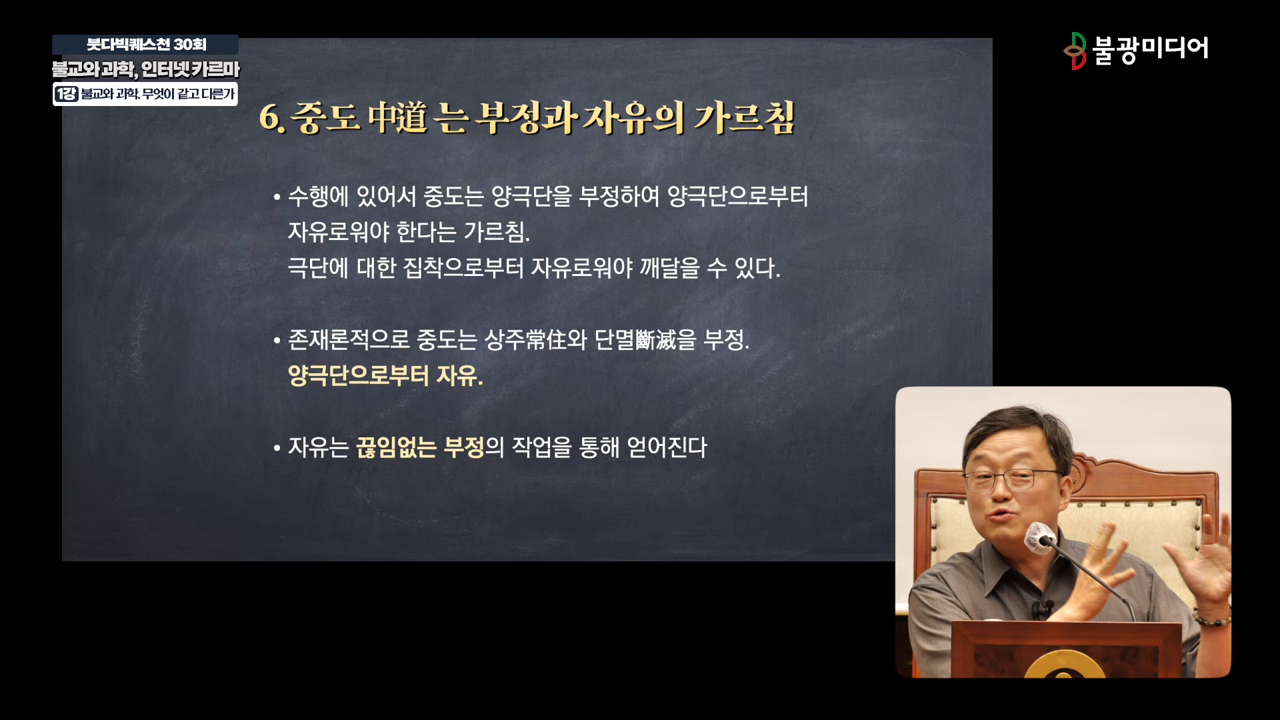 붓다빅퀘스천 30회
불교와 과학, 인터넷 카르마
1강 불교와 과학, 무엇이 같고 다른가
불광미디어
6. 중도 中道 는 부정과 자유의 가르침
• 수행에 있어서 중도는 양극단을 부정하여 양극단으로부터
자유로워야 한다는 가르침.
극단에 대한 집착으로부터 자유로워야 깨달을 수 있다.
• 존재론적으로 중도는 상주常住와 단멸斷滅을 부정.
양극단으로부터 자유.
• 자유는 끊임없는 부정의 작업을 통해 얻어진다